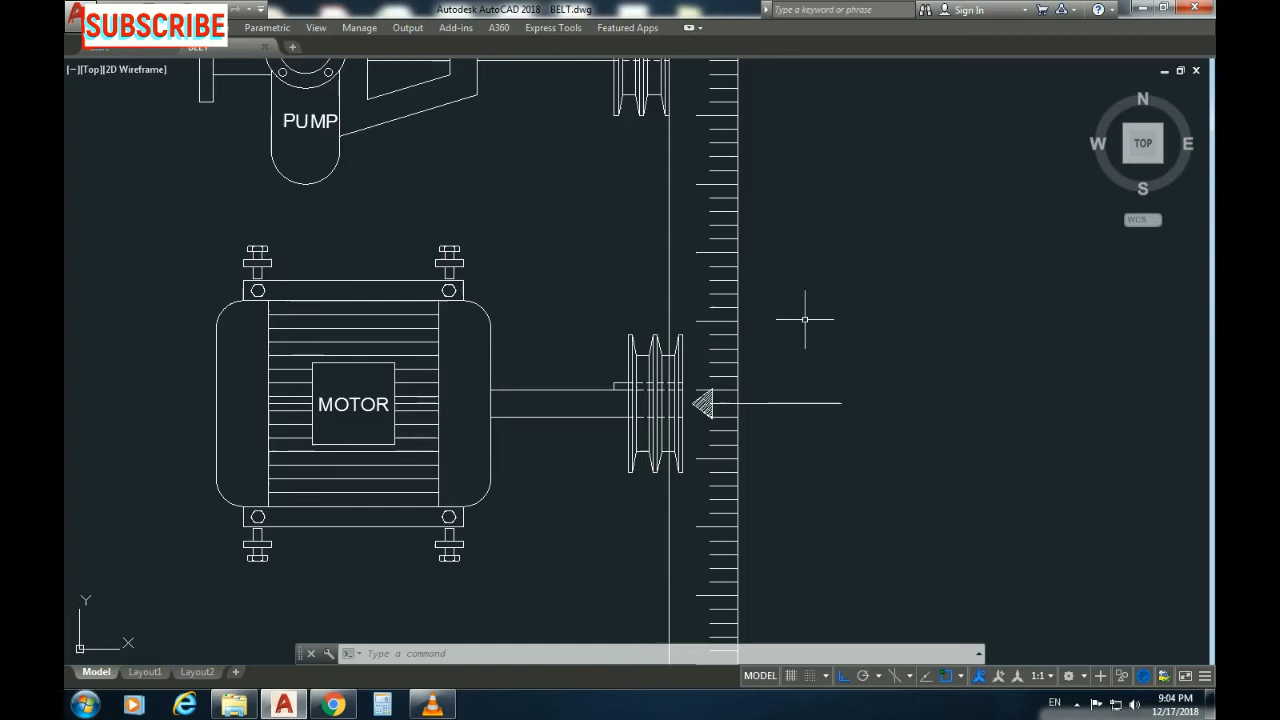 Autodesk AutoCAD 2018 BELT.dwg
Type a keyword or phrase
Sign In
SUBSCRIBE
Parametric View Manage Output Add-ins A360 Express Tools Featured Apps
[−][Top][2D Wireframe]
N
PUMP
W TOP E
S
WCS
MOTOR
Y
X
Type a command
Model Layout1 Layout2
MODEL 1:1
EN
9:04 PM
12/17/2018